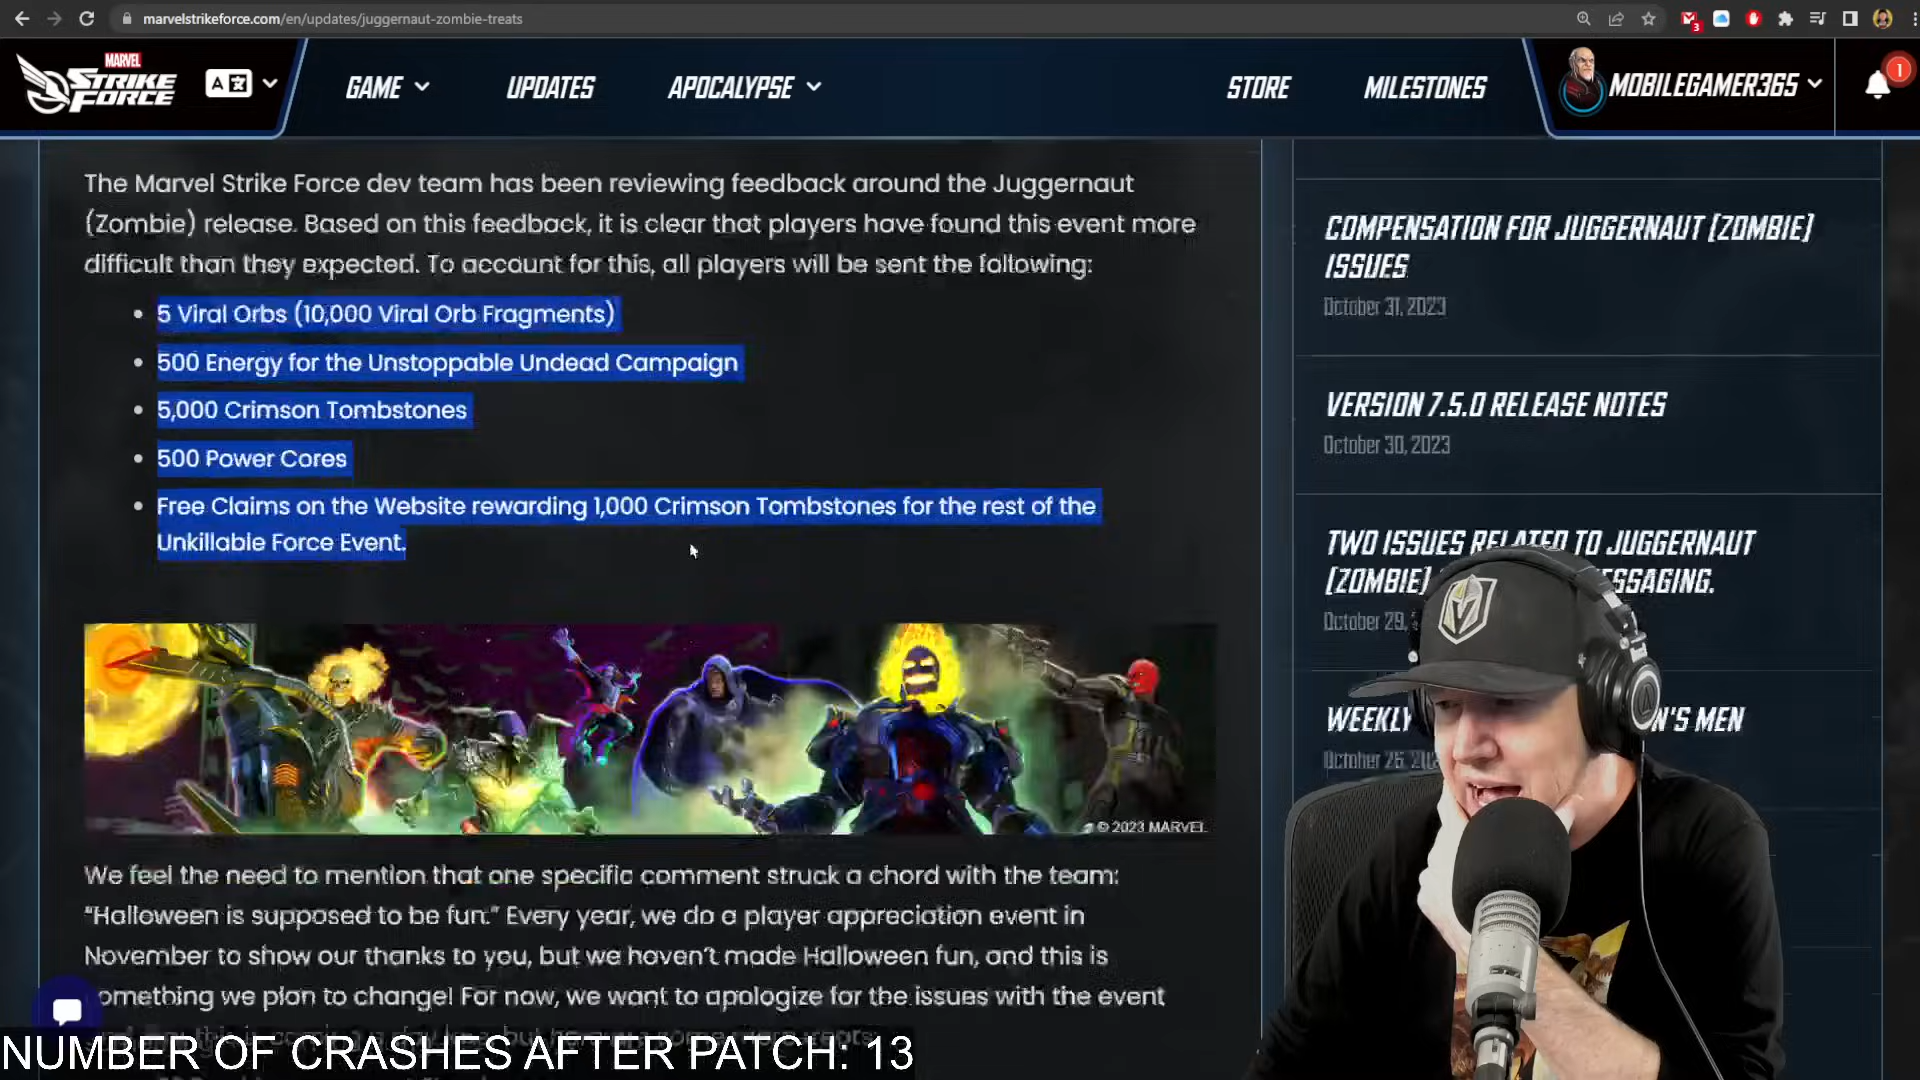 marvelstrikeforce.com/en/updates/juggernaut-zombie-treats
3
MARVEL
STRIKE
FORCE
GAME
UPDATES
APOCALYPSE
STORE
MILESTONES
MOBILEGAMER365
1
The Marvel Strike Force dev team has been reviewing feedback around the Juggernaut
(Zombie) release. Based on this feedback, it is clear that players have found this event more
difficult than they expected. To account for this, all players will be sent the following:
5 Viral Orbs (10,000 Viral Orb Fragments)
500 Energy for the Unstoppable Undead Campaign
5,000 Crimson Tombstones
500 Power Cores
Free Claims on the Website rewarding 1,000 Crimson Tombstones for the rest of the
Unkillable Force Event.
© 2023 MARVEL
We feel the need to mention that one specific comment struck a chord with the team:
“Halloween is supposed to be fun.” Every year, we do a player appreciation event in
November to show our thanks to you, but we haven’t made Halloween fun, and this is
omething we plan to change! For now, we want to apologize for the issues with the event
COMPENSATION FOR JUGGERNAUT (ZOMBIE)
ISSUES
October 31, 2023
VERSION 7.5.0 RELEASE NOTES
October 30, 2023
TWO ISSUES RELATED TO JUGGERNAUT
(ZOMBIE) SSAGING.
October 29,
WEEKLY N'S MEN
October 26, 202
NUMBER OF CRASHES AFTER PATCH: 13